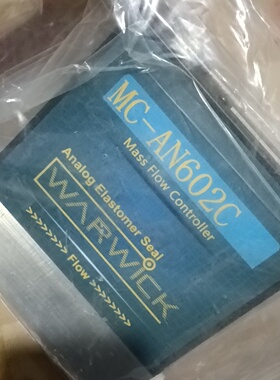 MC-AN602C
Mass Flow Controller
Analog Elastomer Seal
WARWICK
>>>>>>>> Flow >>>>>>>>